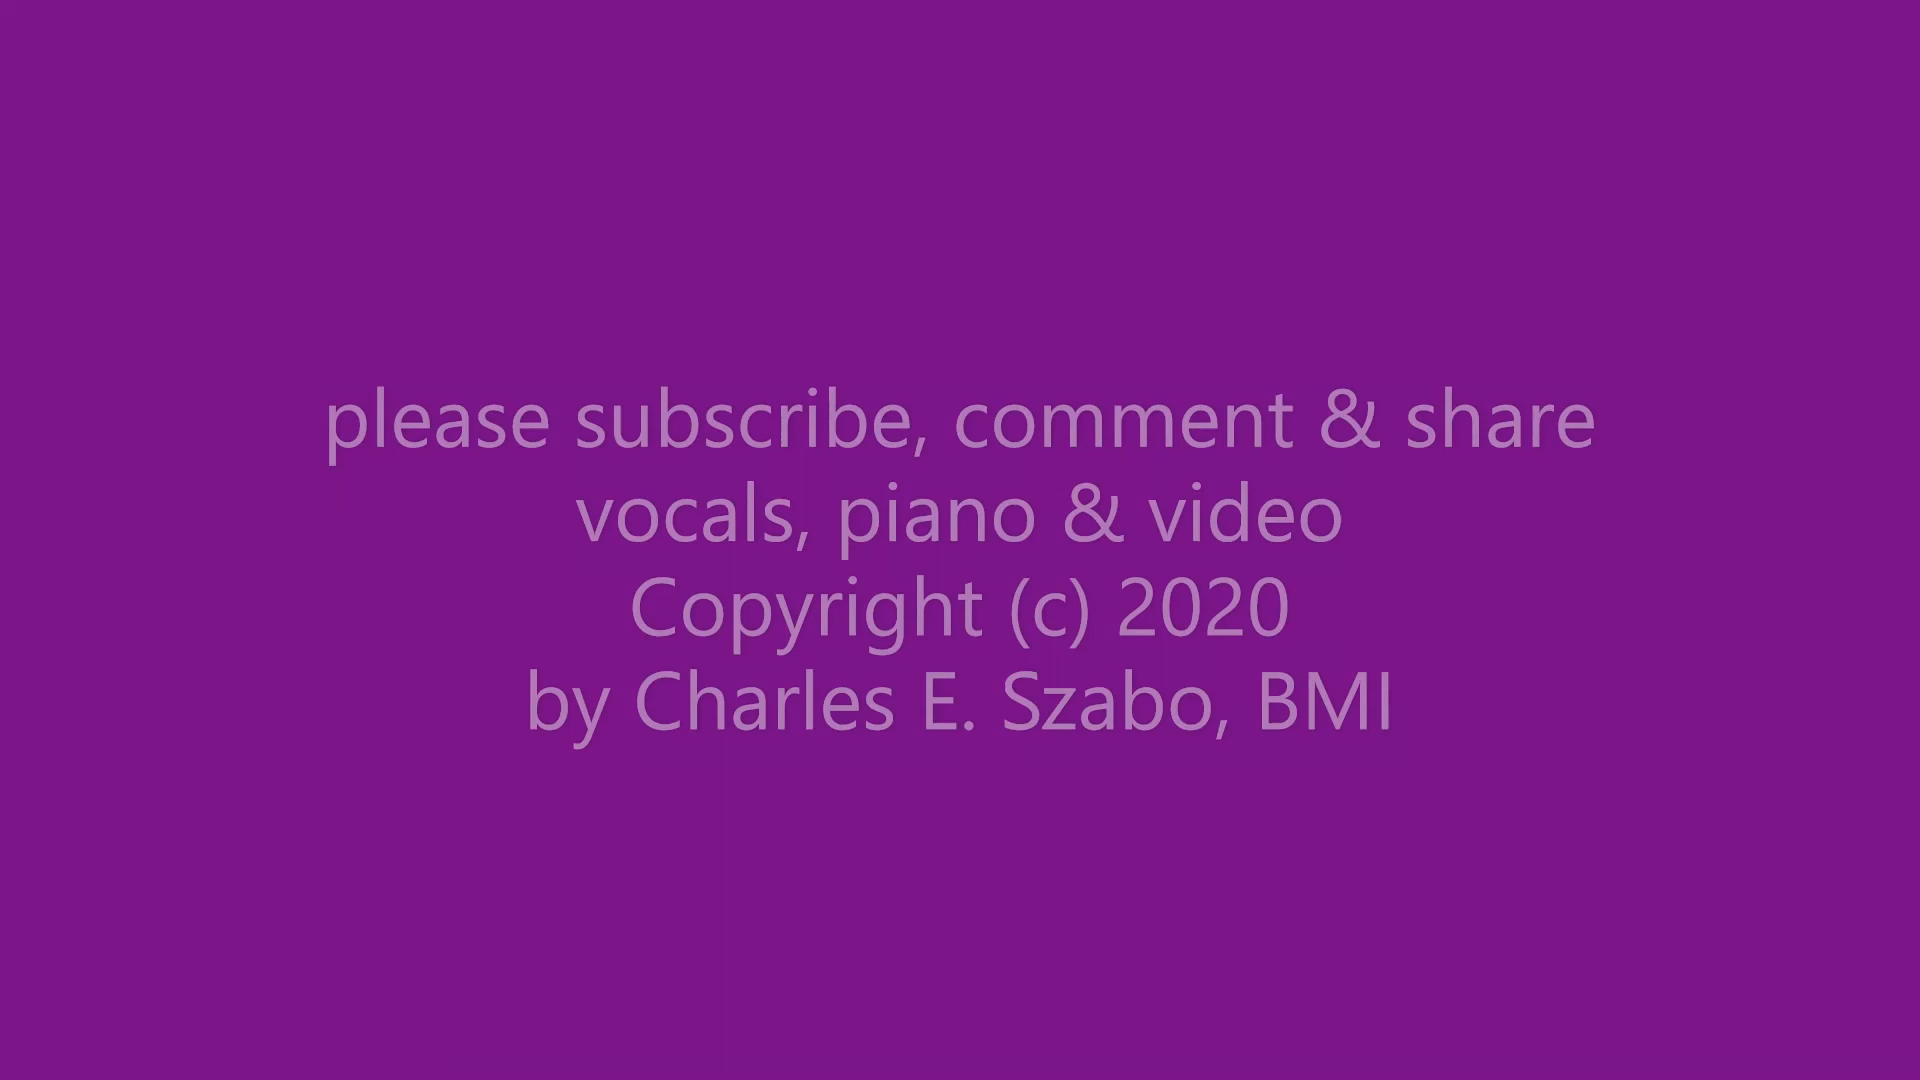 please subscribe, comment & share
vocals, piano & video
Copyright (c) 2020
by Charles E. Szabo, BMI